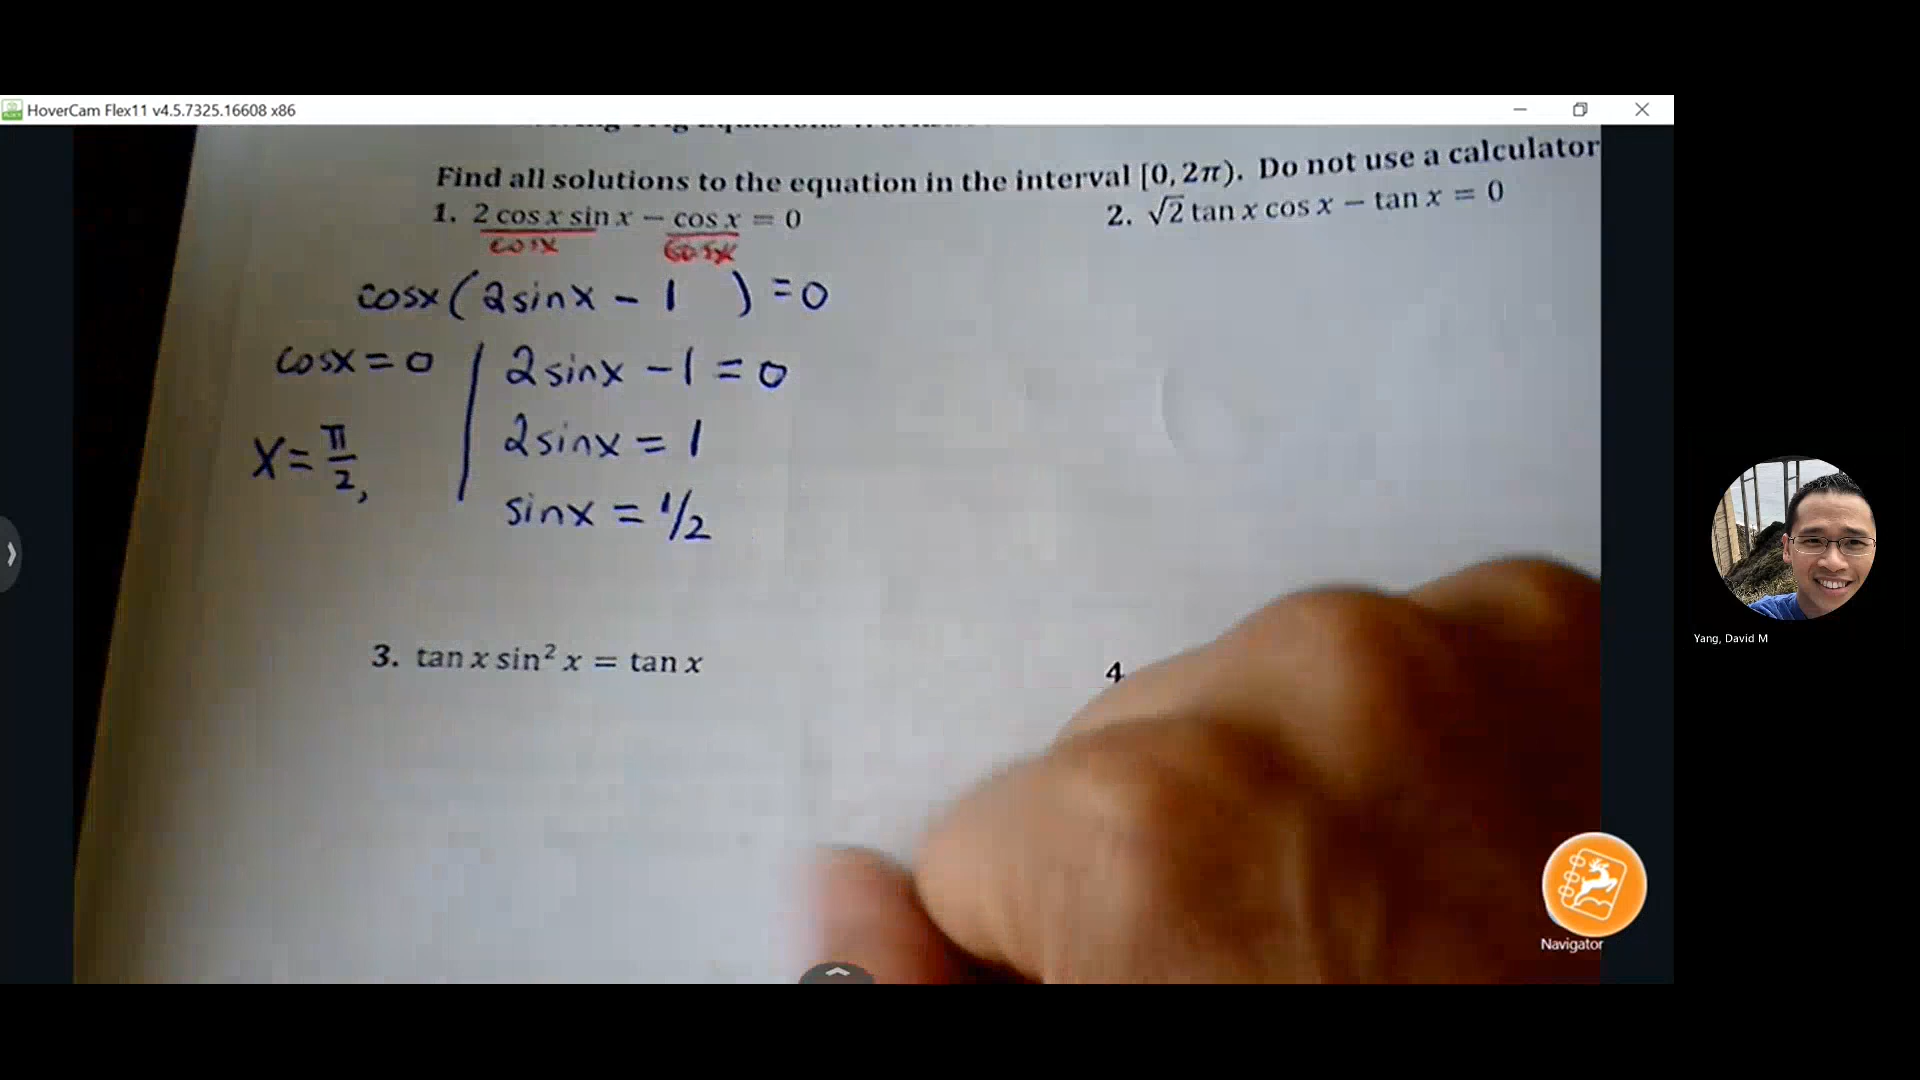 HoverCam Flex11 v4.5.7325.16608 x86
Find all solutions to the equation in the interval [0, 2π). Do not use a calculator
1. 2 cos x sin x − cos x = 0
cosx cosx
cosx(2sinx - 1 ) = 0
cosx = 0 | 2sinx - 1 = 0
2sinx = 1
x = π/2,
sinx = 1/2
2. √2 tan x cos x − tan x = 0
3. tan x sin² x = tan x
4
Navigator
Yang, David M